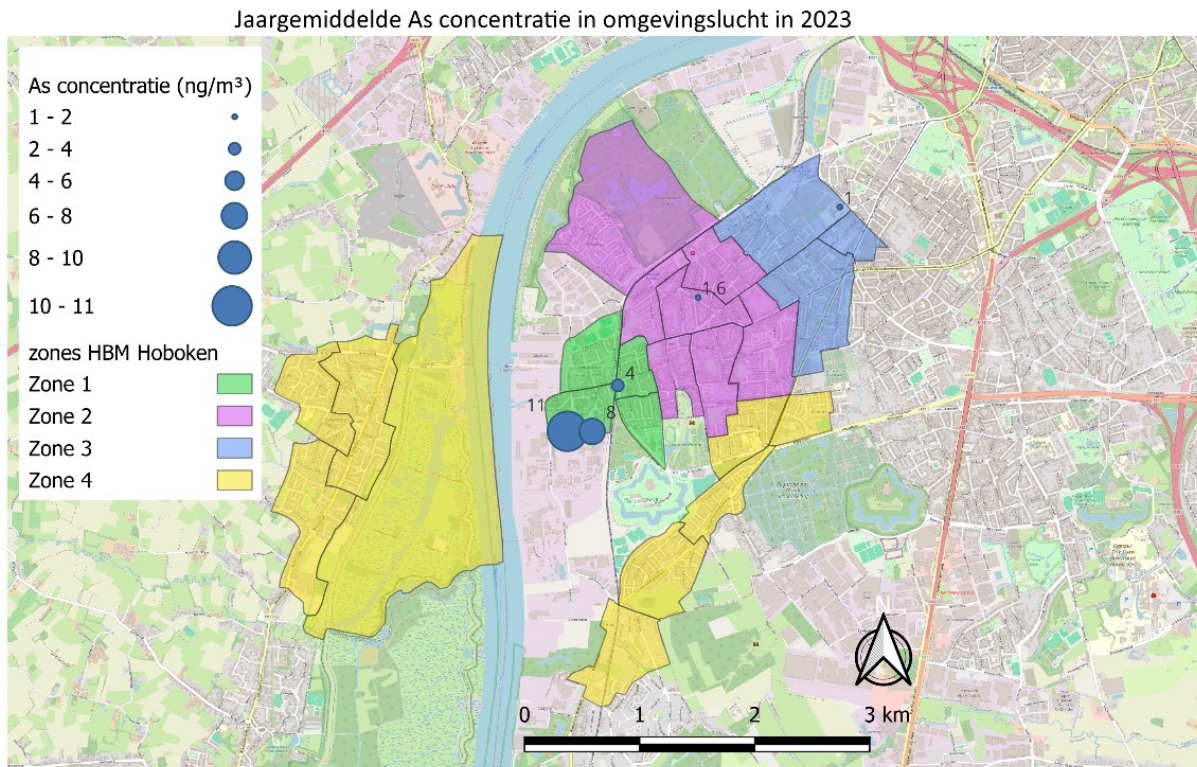 Jaargemiddelde As concentratie in omgevingslucht in 2023
As concentratie (ng/m³)
1 - 2
2 - 4
4 - 6
6 - 8
8 - 10
10 - 11
zones HBM Hoboken
Zone 1
Zone 2
Zone 3
Zone 4
1
1,6
4
11
8
N
0 1 2 3 km